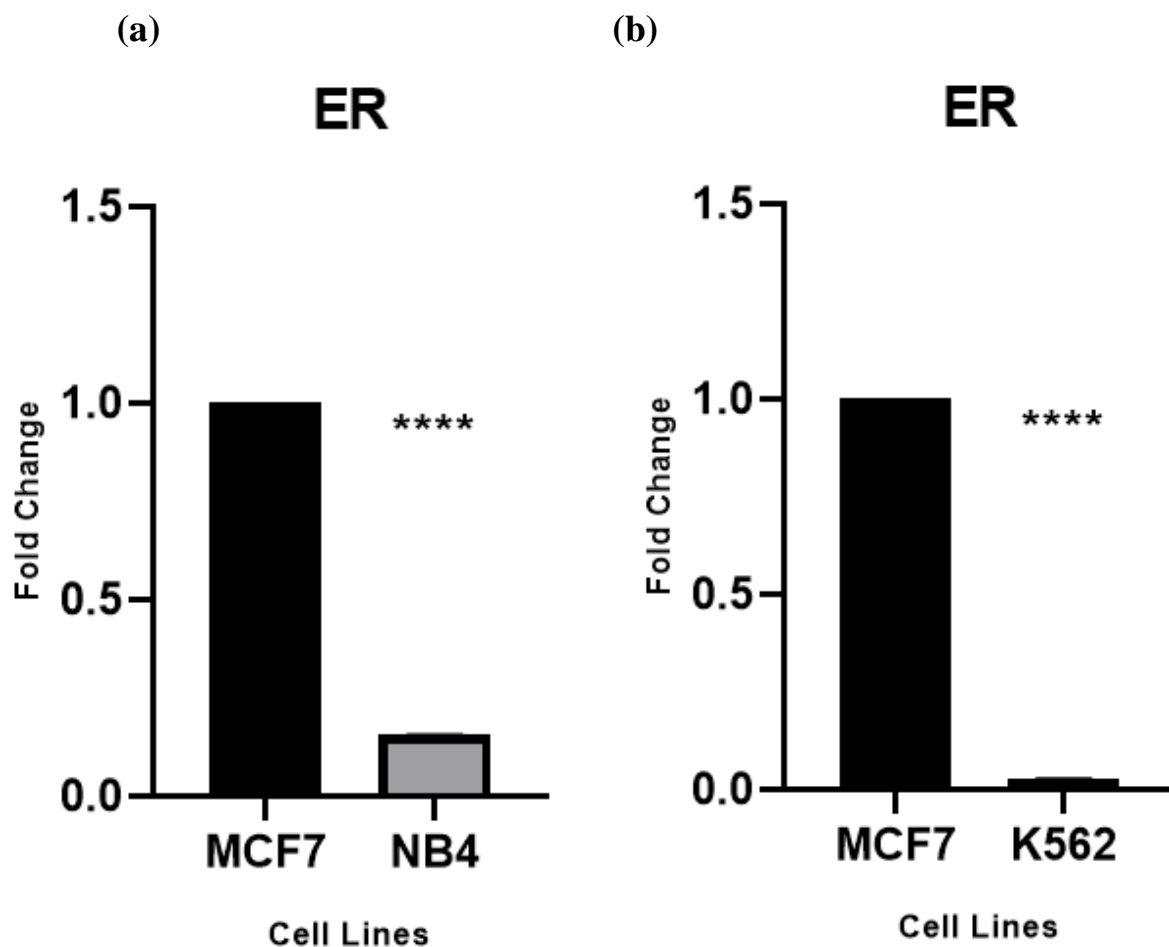 (a)
ER
1.5
1.0
0.5
0.0
Fold Change
****
MCF7 NB4
Cell Lines
(b)
ER
1.5
1.0
0.5
0.0
Fold Change
****
MCF7 K562
Cell Lines